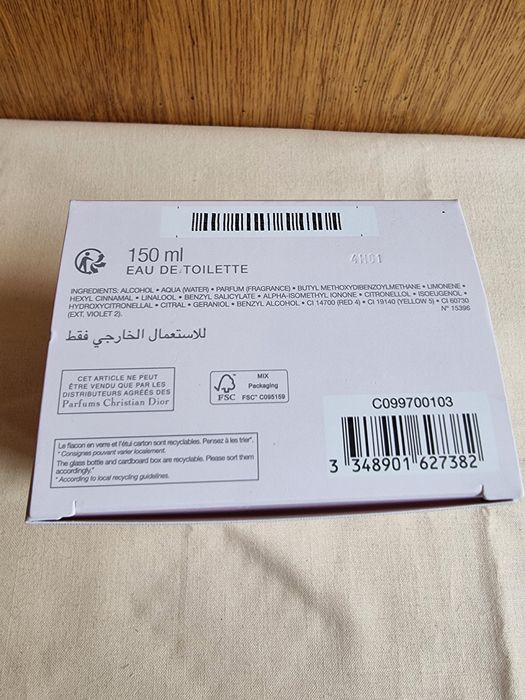 150 ml
EAU DE TOILETTE
4H01
INGREDIENTS: ALCOHOL • AQUA (WATER) • PARFUM (FRAGRANCE) • BUTYL METHOXYDIBENZOYLMETHANE • LIMONENE •
HEXYL CINNAMAL • LINALOOL • BENZYL SALICYLATE • ALPHA-ISOMETHYL IONONE • CITRONELLOL • ISOEUGENOL •
HYDROXYCITRONELLAL • CITRAL • GERANIOL • BENZYL ALCOHOL • CI 14700 (RED 4) • CI 19140 (YELLOW 5) • CI 60730
(EXT. VIOLET 2).
N° 15396
للاستعمال الخارجي فقط
CET ARTICLE NE PEUT
ÊTRE VENDU QUE PAR LES
DISTRIBUTEURS AGRÉÉS DES
Parfums Christian Dior
FSC
MIX
Packaging
FSC® C095159
Le flacon en verre et l'étui carton sont recyclables. Pensez à les trier*.
* Consignes pouvant varier localement.
The glass bottle and cardboard box are recyclable. Please sort them
accordingly.*
* According to local recycling guidelines.
C099700103
3 348901 627382